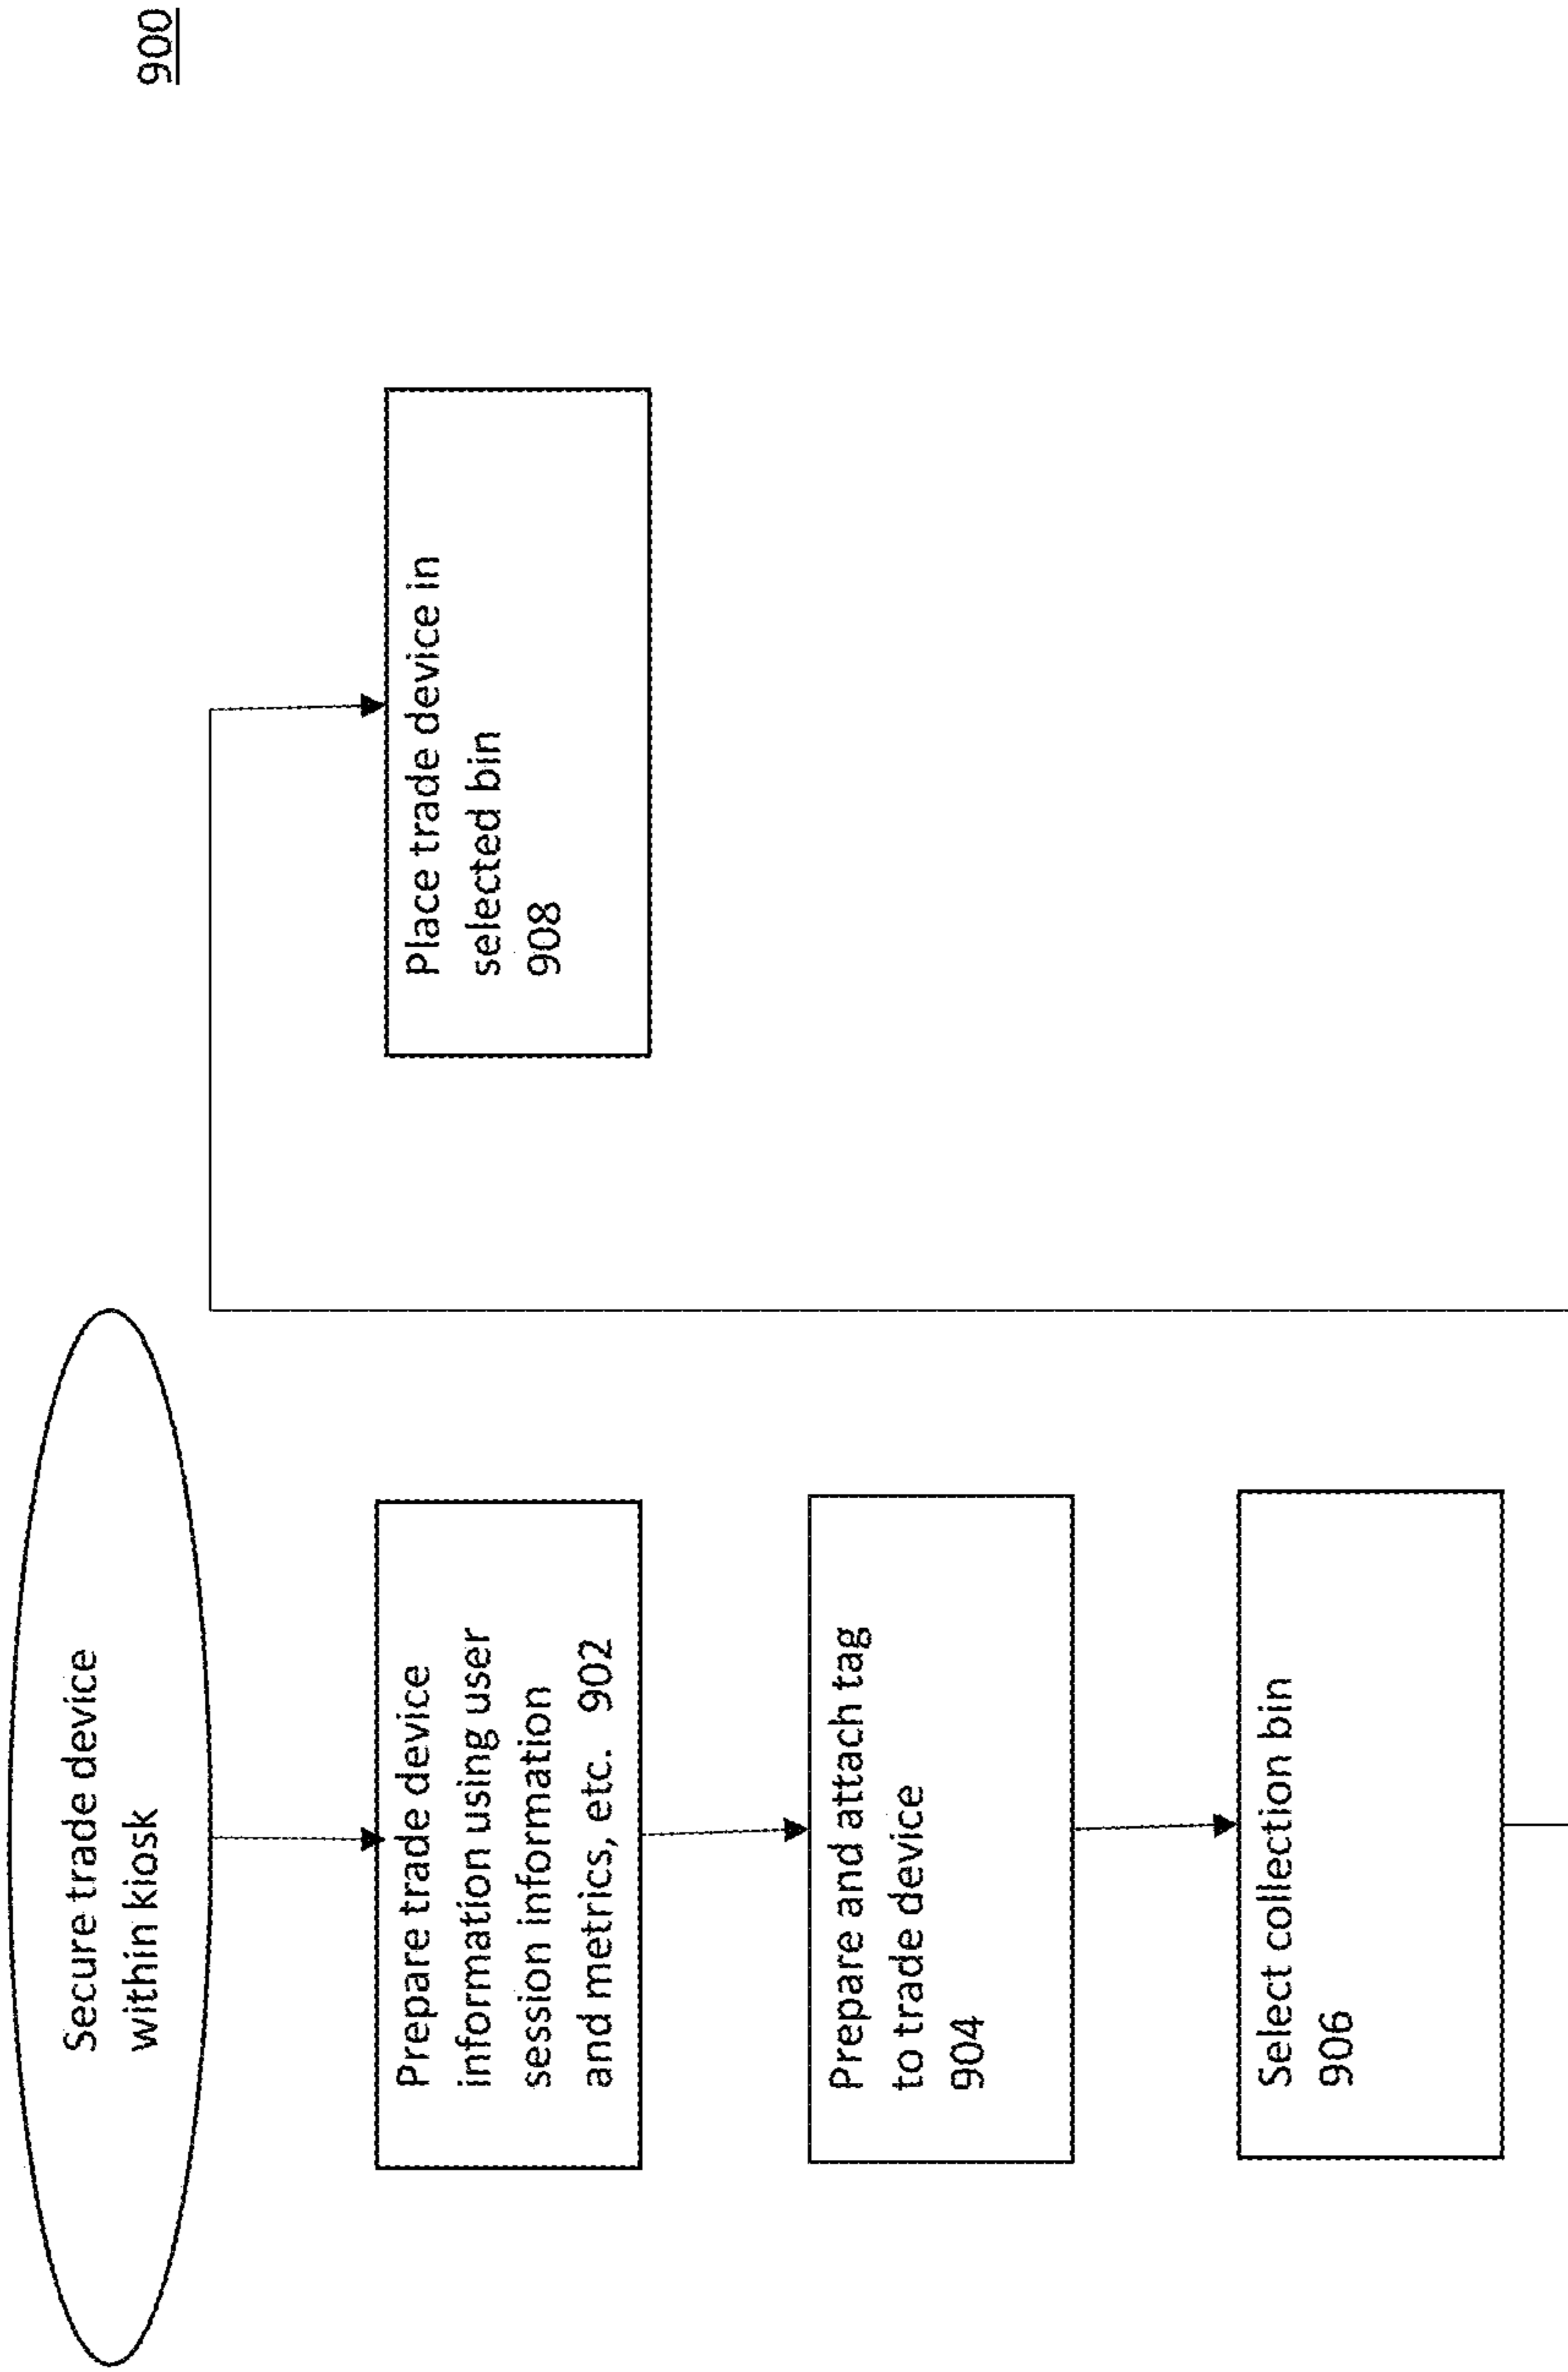 900
Secure trade device
within kiosk
Prepare trade device
information using user
session information
and metrics, etc. 902
Prepare and attach tag
to trade device
904
Select collection bin
906
Place trade device in
selected bin
908